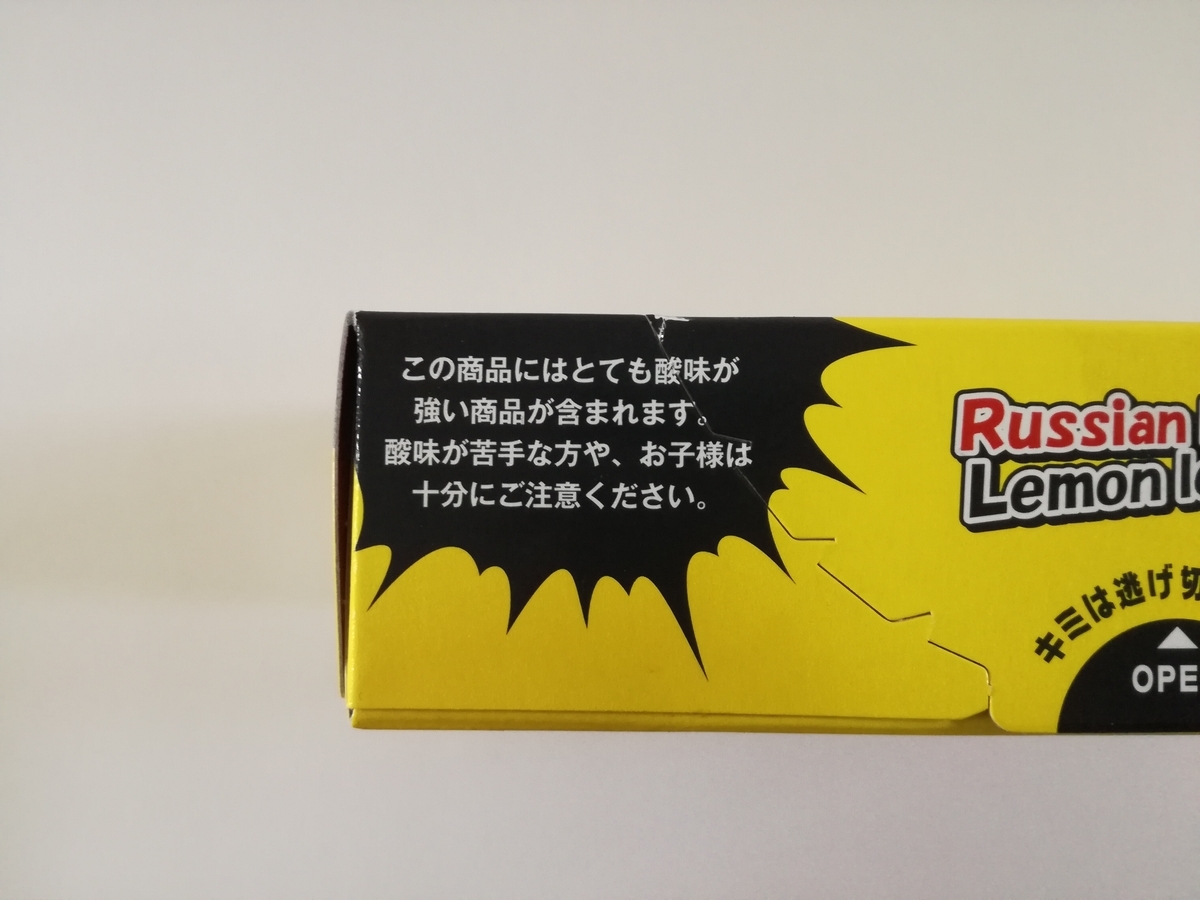 この商品にはとても酸味が
強い商品が含まれます。
酸味が苦手な方や、お子様は
十分にご注意ください。
Russian
Lemon
キミは逃げ切
OPE